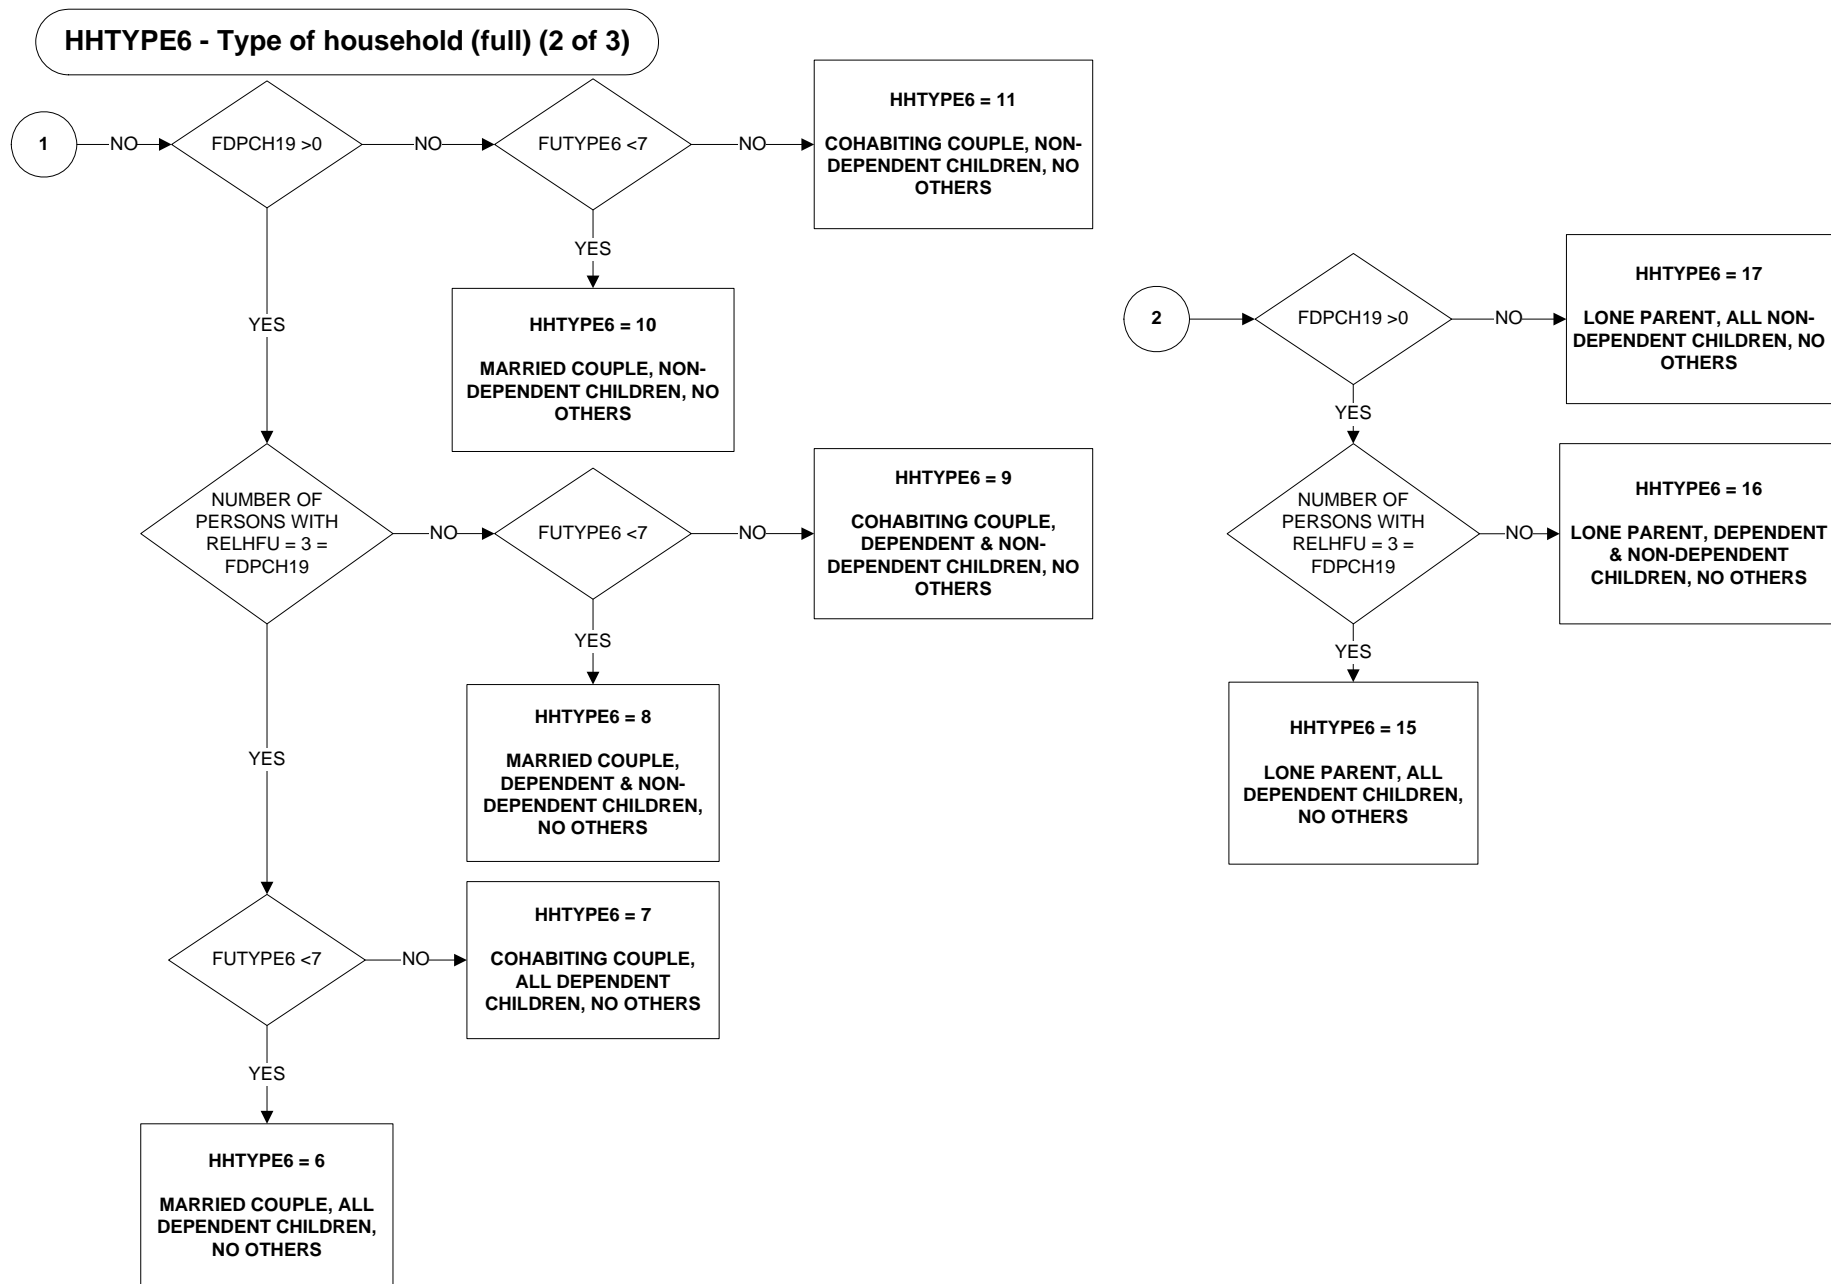 HHTYPE6 - Type of household (full) (2 of 3)
1
NO
FDPCH19 >0
NO
FUTYPE6 <7
NO
HHTYPE6 = 11
COHABITING COUPLE, NON-
DEPENDENT CHILDREN, NO
OTHERS
YES
HHTYPE6 = 10
MARRIED COUPLE, NON-
DEPENDENT CHILDREN, NO
OTHERS
YES
NUMBER OF
PERSONS WITH
RELHFU = 3 =
FDPCH19
NO
FUTYPE6 <7
NO
HHTYPE6 = 9
COHABITING COUPLE,
DEPENDENT & NON-
DEPENDENT CHILDREN, NO
OTHERS
YES
HHTYPE6 = 8
MARRIED COUPLE,
DEPENDENT & NON-
DEPENDENT CHILDREN,
NO OTHERS
YES
FUTYPE6 <7
NO
HHTYPE6 = 7
COHABITING COUPLE,
ALL DEPENDENT
CHILDREN, NO OTHERS
YES
HHTYPE6 = 6
MARRIED COUPLE, ALL
DEPENDENT CHILDREN,
NO OTHERS
2
FDPCH19 >0
NO
HHTYPE6 = 17
LONE PARENT, ALL NON-
DEPENDENT CHILDREN, NO
OTHERS
YES
NUMBER OF
PERSONS WITH
RELHFU = 3 =
FDPCH19
NO
HHTYPE6 = 16
LONE PARENT, DEPENDENT
& NON-DEPENDENT
CHILDREN, NO OTHERS
YES
HHTYPE6 = 15
LONE PARENT, ALL
DEPENDENT CHILDREN,
NO OTHERS